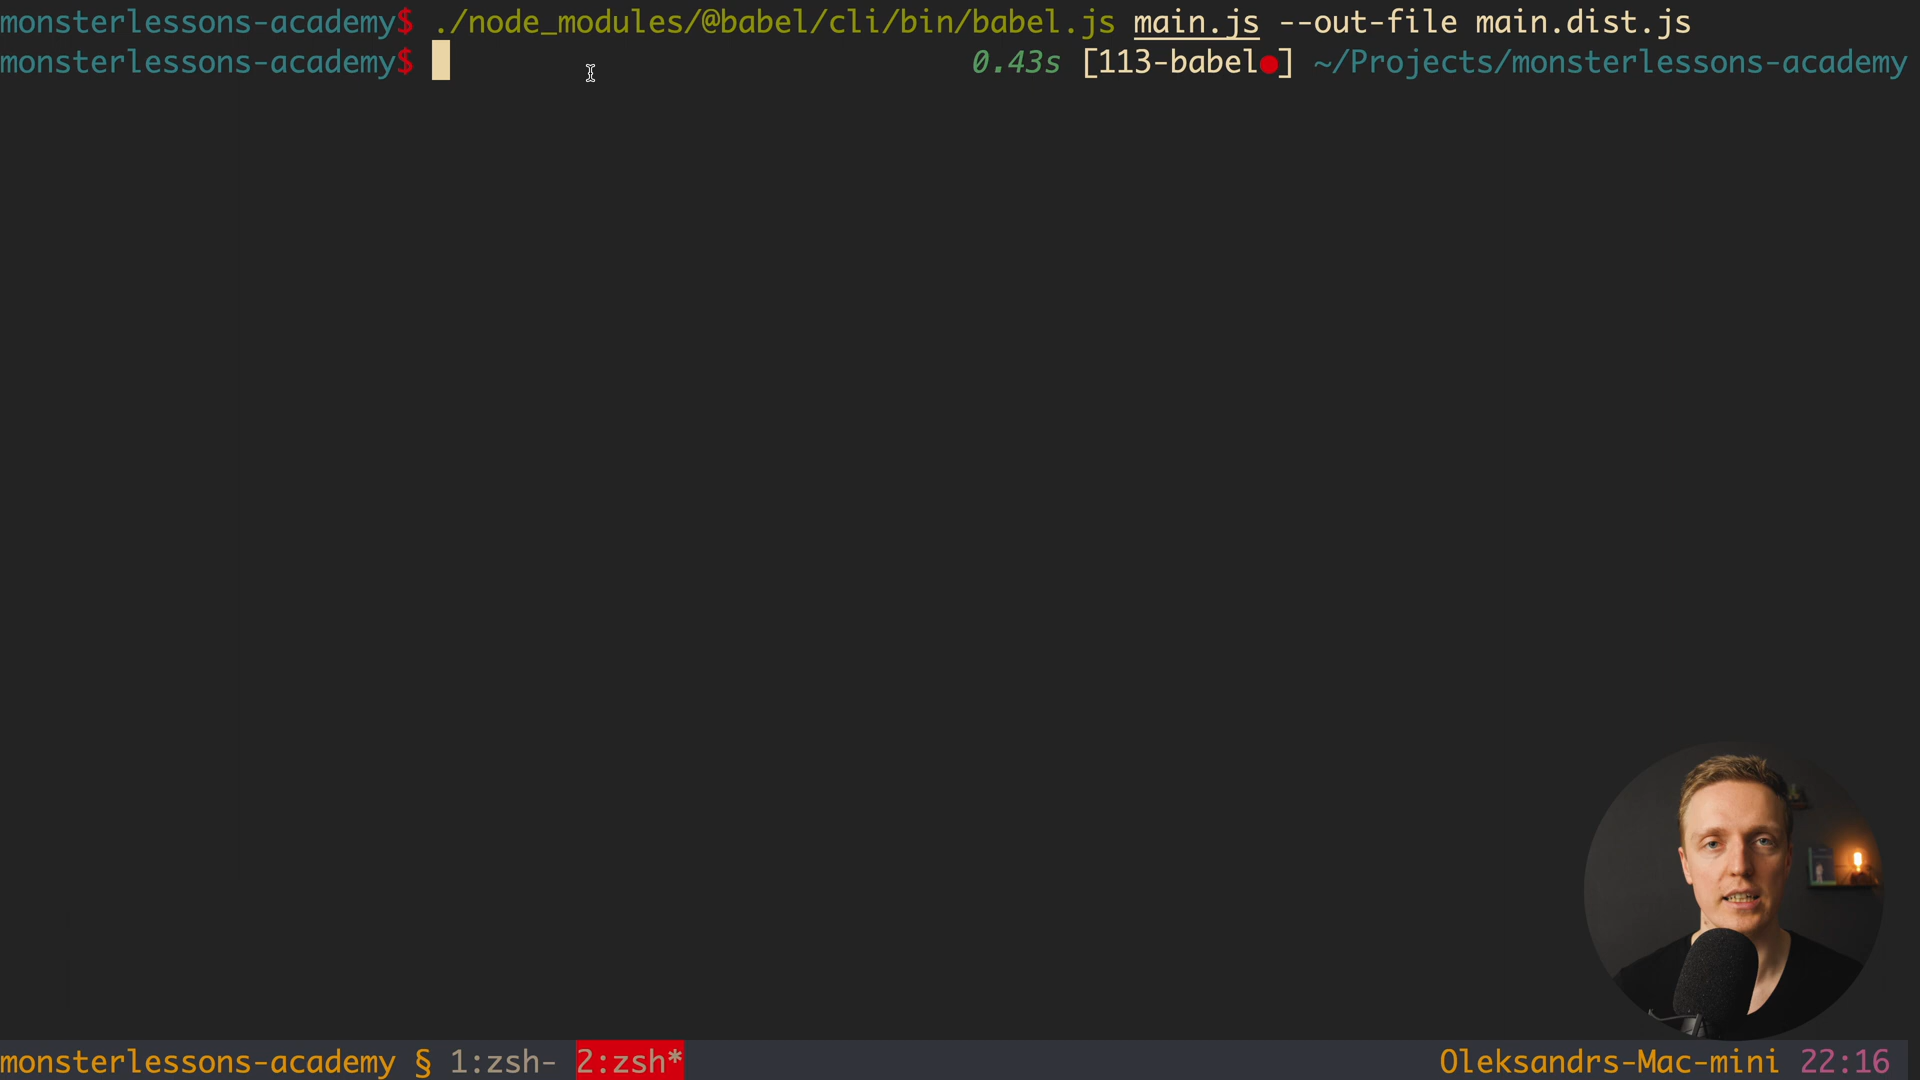 monsterlessons-academy$ ./node_modules/@babel/cli/bin/babel.js main.js --out-file main.dist.js
monsterlessons-academy$ 0.43s [113-babel●] ~/Projects/monsterlessons-academy
monsterlessons-academy § 1:zsh- 2:zsh* Oleksandrs-Mac-mini 22:16